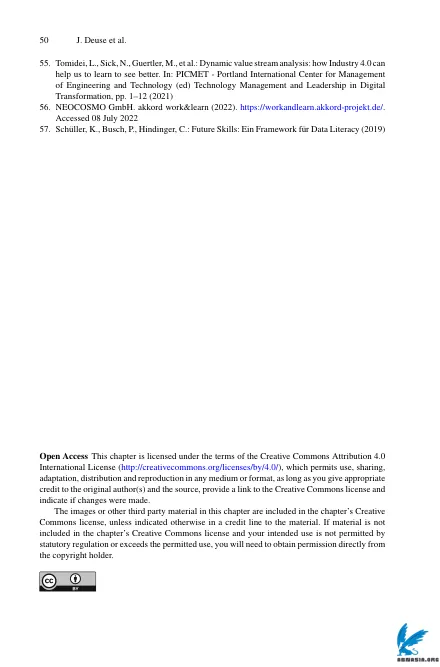 50 J. Deuse et al.
55. Tomidei, L., Sick, N., Guertler, M., et al.: Dynamic value stream analysis: how Industry 4.0 can
help us to learn to see better. In: PICMET - Portland International Center for Management
of Engineering and Technology (ed) Technology Management and Leadership in Digital
Transformation, pp. 1–12 (2021)
56. NEOCOSMO GmbH. akkord work&learn (2022). https://workandlearn.akkord-projekt.de/.
Accessed 08 July 2022
57. Schüller, K., Busch, P., Hindinger, C.: Future Skills: Ein Framework für Data Literacy (2019)
Open Access This chapter is licensed under the terms of the Creative Commons Attribution 4.0
International License (http://creativecommons.org/licenses/by/4.0/), which permits use, sharing,
adaptation, distribution and reproduction in any medium or format, as long as you give appropriate
credit to the original author(s) and the source, provide a link to the Creative Commons license and
indicate if changes were made.
The images or other third party material in this chapter are included in the chapter's Creative
Commons license, unless indicated otherwise in a credit line to the material. If material is not
included in the chapter's Creative Commons license and your intended use is not permitted by
statutory regulation or exceeds the permitted use, you will need to obtain permission directly from
the copyright holder.
cc
BY